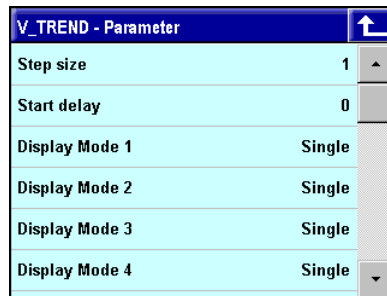 V_TREND - Parameter
Step size 1
Start delay 0
Display Mode 1 Single
Display Mode 2 Single
Display Mode 3 Single
Display Mode 4 Single